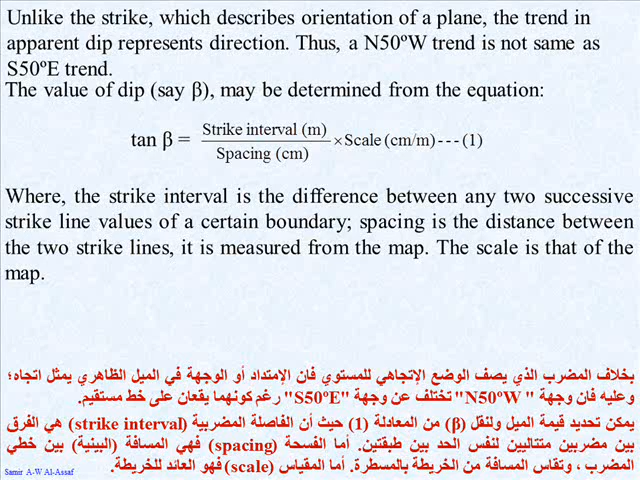 Unlike the strike, which describes orientation of a plane, the trend in
apparent dip represents direction. Thus, a N50ºW trend is not same as
S50ºE trend.
The value of dip (say β), may be determined from the equation:
tan β = Strike interval (m) / Spacing (cm) × Scale (cm/m) --- (1)
Where, the strike interval is the difference between any two successive
strike line values of a certain boundary; spacing is the distance between
the two strike lines, it is measured from the map. The scale is that of the
map.
بخلاف المضرب الذي يصف الوضع الإتجاهي للمستوي فان الإمتداد أو الوجهة في الميل الظاهري يمثل اتجاه؛
وعليه فان وجهة "N50ºW" تختلف عن وجهة "S50ºE" رغم كونهما يقعان على خط مستقيم.
يمكن تحديد قيمة الميل ولنقل (β) من المعادلة (1) حيث أن الفاصلة المضربية (strike interval) هي الفرق
بين مضربين متتاليين لنفس الحد بين طبقتين. أما الفسحة (spacing) فهي المسافة (البينية) بين خطي
المضرب ، وتقاس المسافة من الخريطة بالمسطرة. أما المقياس (scale) فهو العائد للخريطة.
Samir A-W Al-Assaf